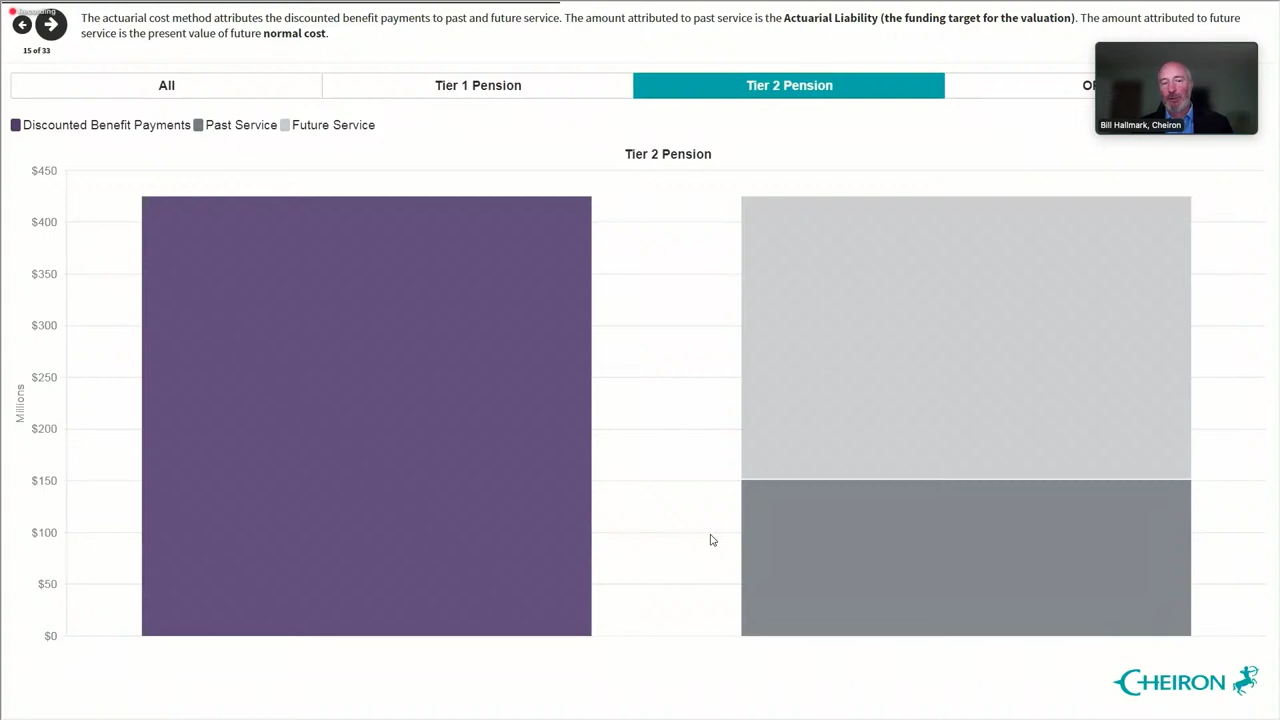 Recording
The actuarial cost method attributes the discounted benefit payments to past and future service. The amount attributed to past service is the Actuarial Liability (the funding target for the valuation). The amount attributed to future
service is the present value of future normal cost.
15 of 33
All
Tier 1 Pension
Tier 2 Pension
Bill Hallmark, Cheiron
Discounted Benefit Payments
Past Service
Future Service
Tier 2 Pension
$450
$400
$350
$300
$250
$200
$150
$100
$50
$0
Millions
CHEIRON